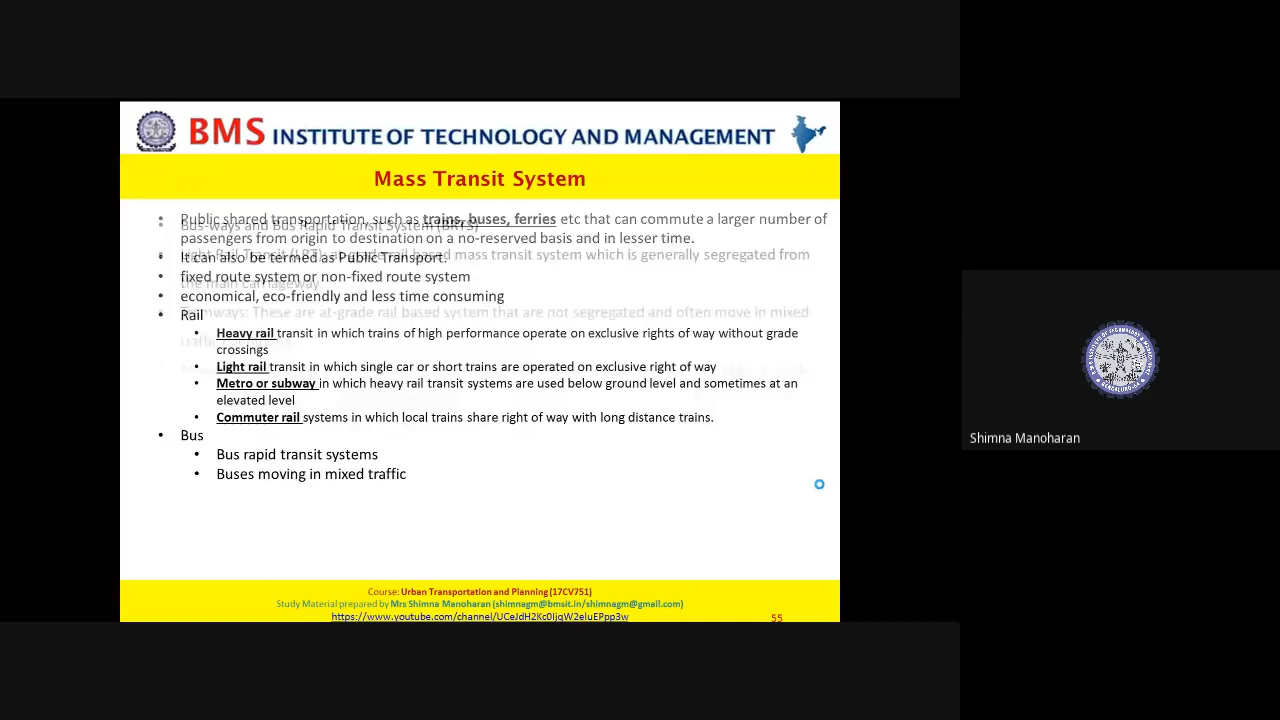 BMS INSTITUTE OF TECHNOLOGY AND MANAGEMENT
Mass Transit System
• Public shared transportation, such as trains, buses, ferries etc that can commute a larger number of
• Bus-ways and Bus Rapid Transit System (BRTS)
passengers from origin to destination on a no-reserved basis and in lesser time.
• It can also be termed as Public Transport.
rail based mass transit system which is generally segregated from
• fixed route system or non-fixed route system
the main carriageway.
• economical, eco-friendly and less time consuming
• Rail
Tramways: These are at-grade rail based system that are not segregated and often move in mixed
• Heavy rail transit in which trains of high performance operate on exclusive rights of way without grade
crossings
• Light rail transit in which single car or short trains are operated on exclusive right of way
• Metro or subway in which heavy rail transit systems are used below ground level and sometimes at an
elevated level
• Commuter rail systems in which local trains share right of way with long distance trains.
• Bus
• Bus rapid transit systems
• Buses moving in mixed traffic
Course: Urban Transportation and Planning (17CV751)
Study Material prepared by Mrs Shimna Manoharan (shimnagm@bmsit.in/shimnagm@gmail.com)
https://www.youtube.com/channel/UCeJdH2Kc0IjqW2eluEPpp3w
55
Shimna Manoharan